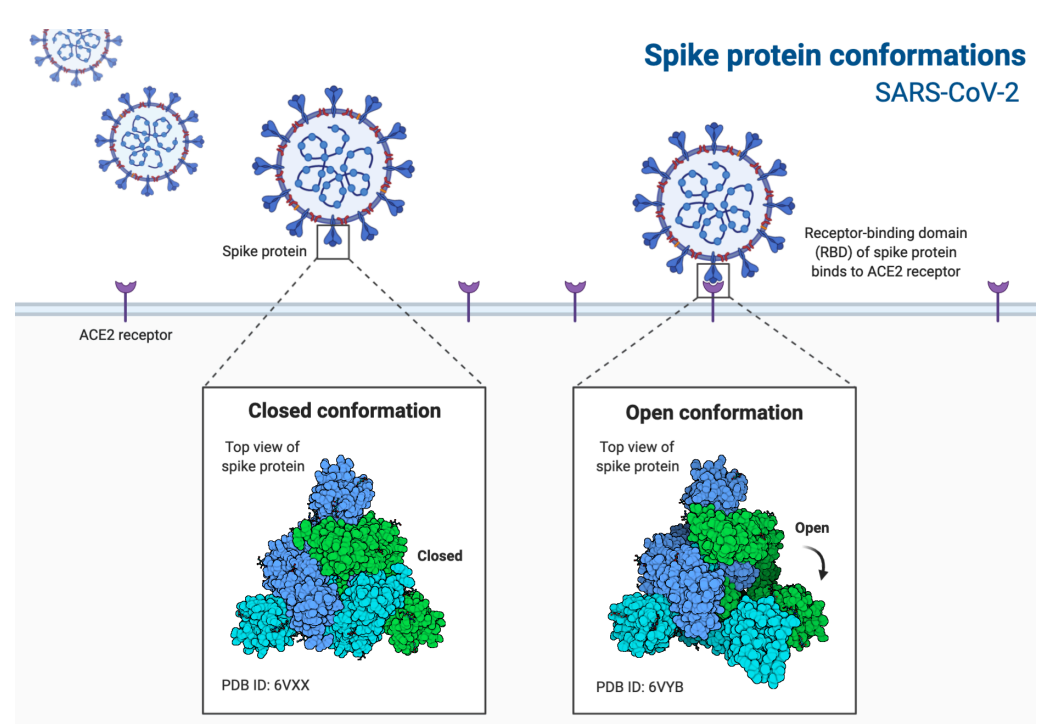 Spike protein conformations
SARS-CoV-2
Spike protein
Receptor-binding domain
(RBD) of spike protein
binds to ACE2 receptor
ACE2 receptor
Closed conformation
Top view of
spike protein
Closed
PDB ID: 6VXX
Open conformation
Top view of
spike protein
Open
PDB ID: 6VYB